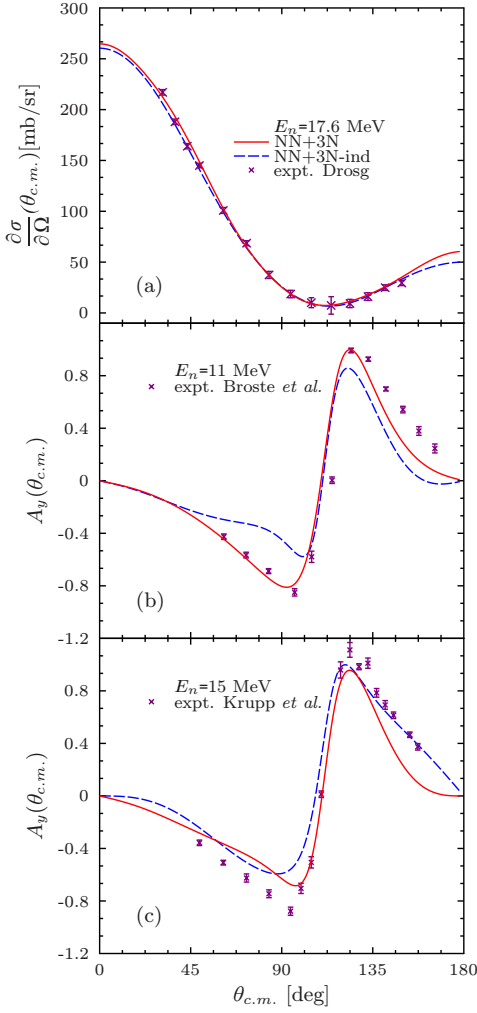 300
250
200
150
100
50
0
∂σ/∂Ω(θc.m.)[mb/sr]
En=17.6 MeV
NN+3N
NN+3N-ind
expt. Drosg
(a)
0.8
0.4
0
-0.4
-0.8
-1.2
Ay(θc.m.)
En=11 MeV
expt. Broste et al.
(b)
0.8
0.4
0
-0.4
-0.8
-1.2
Ay(θc.m.)
En=15 MeV
expt. Krupp et al.
(c)
0 45 90 135 180
θc.m. [deg]